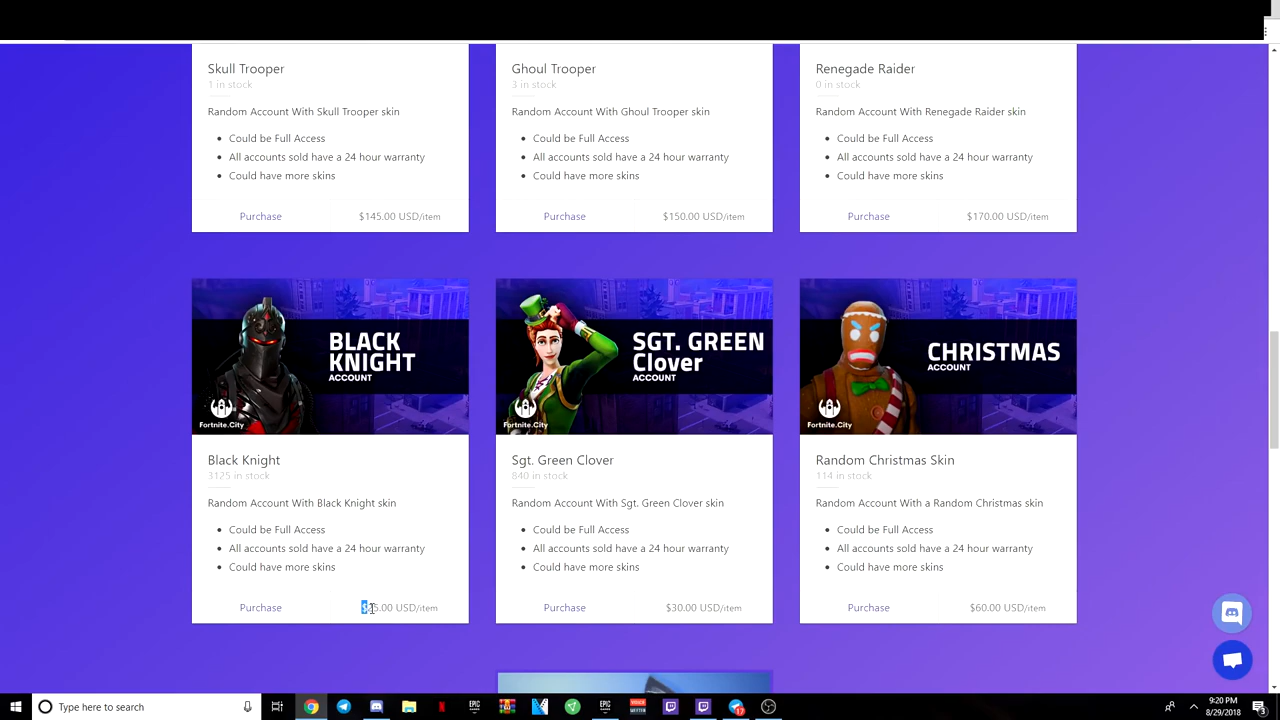 Skull Trooper
1 in stock
Random Account With Skull Trooper skin
Could be Full Access
All accounts sold have a 24 hour warranty
Could have more skins
Purchase $145.00 USD/item
Ghoul Trooper
3 in stock
Random Account With Ghoul Trooper skin
Could be Full Access
All accounts sold have a 24 hour warranty
Could have more skins
Purchase $150.00 USD/item
Renegade Raider
0 in stock
Random Account With Renegade Raider skin
Could be Full Access
All accounts sold have a 24 hour warranty
Could have more skins
Purchase $170.00 USD/item
BLACK
KNIGHT
ACCOUNT
Fortnite.City
Black Knight
3125 in stock
Random Account With Black Knight skin
Could be Full Access
All accounts sold have a 24 hour warranty
Could have more skins
Purchase USD/item
SGT. GREEN
Clover
ACCOUNT
Fortnite.City
Sgt. Green Clover
840 in stock
Random Account With Sgt. Green Clover skin
Could be Full Access
All accounts sold have a 24 hour warranty
Could have more skins
Purchase $30.00 USD/item
CHRISTMAS
ACCOUNT
Fortnite.City
Random Christmas Skin
114 in stock
Random Account With a Random Christmas skin
Could be Full Access
All accounts sold have a 24 hour warranty
Could have more skins
Purchase $60.00 USD/item
Type here to search
EPIC
EPIC
9:20 PM
8/29/2018